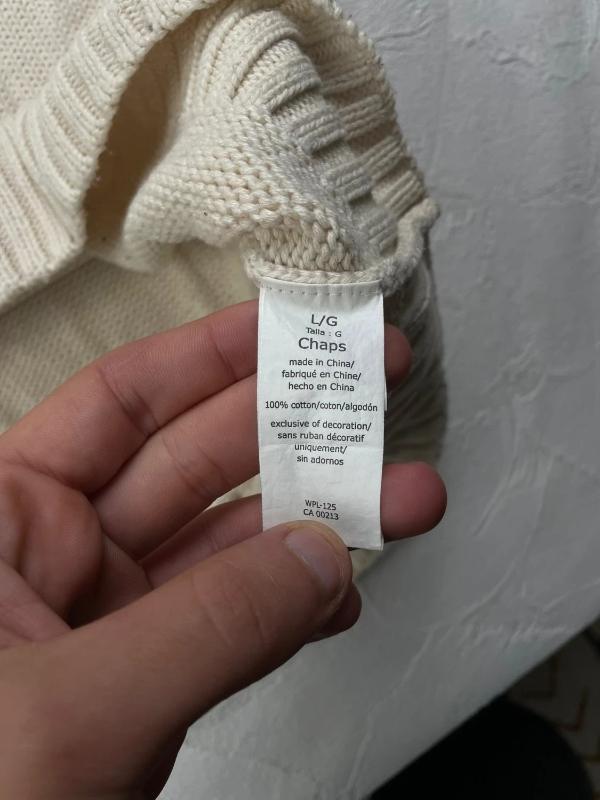 L/G
Talla : G
Chaps
made in China/
fabriqué en Chine/
hecho en China
100% cotton/coton/algodón
exclusive of decoration/
sans ruban décoratif
uniquement/
sin adornos
WPL-125
CA 00213